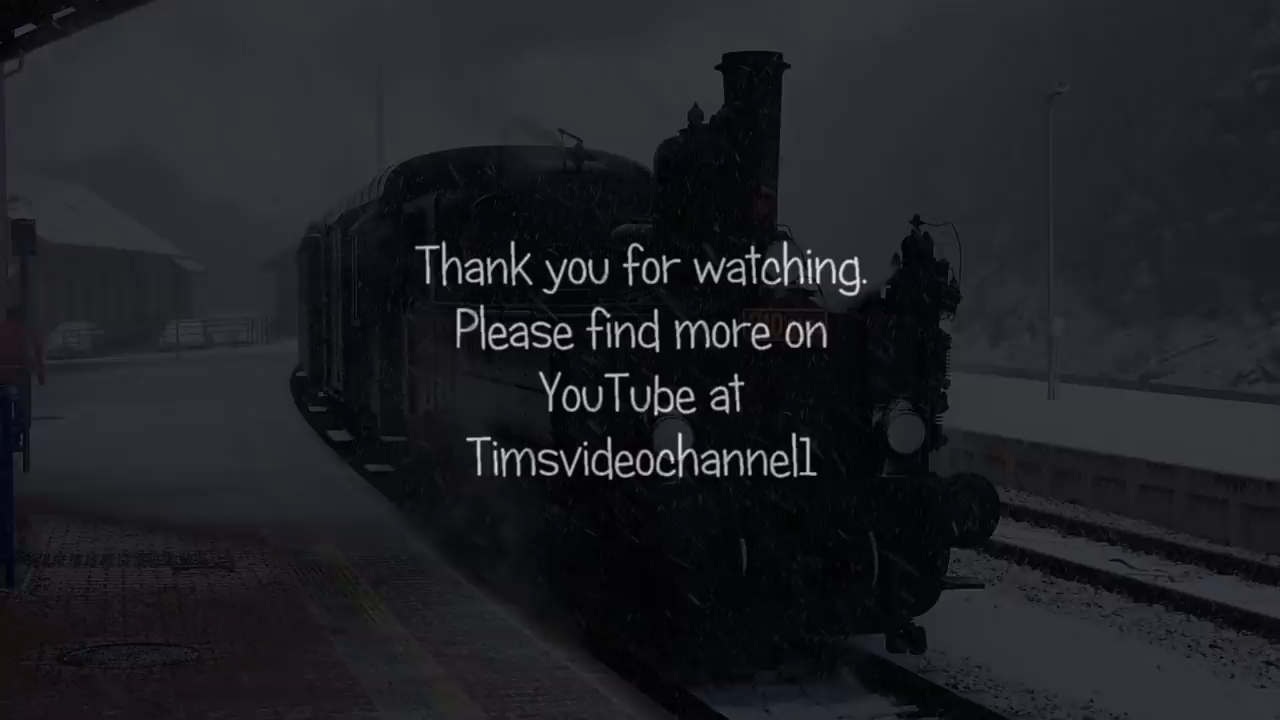 Thank you for watching.
Please find more on
YouTube at
Timsvideochannel1